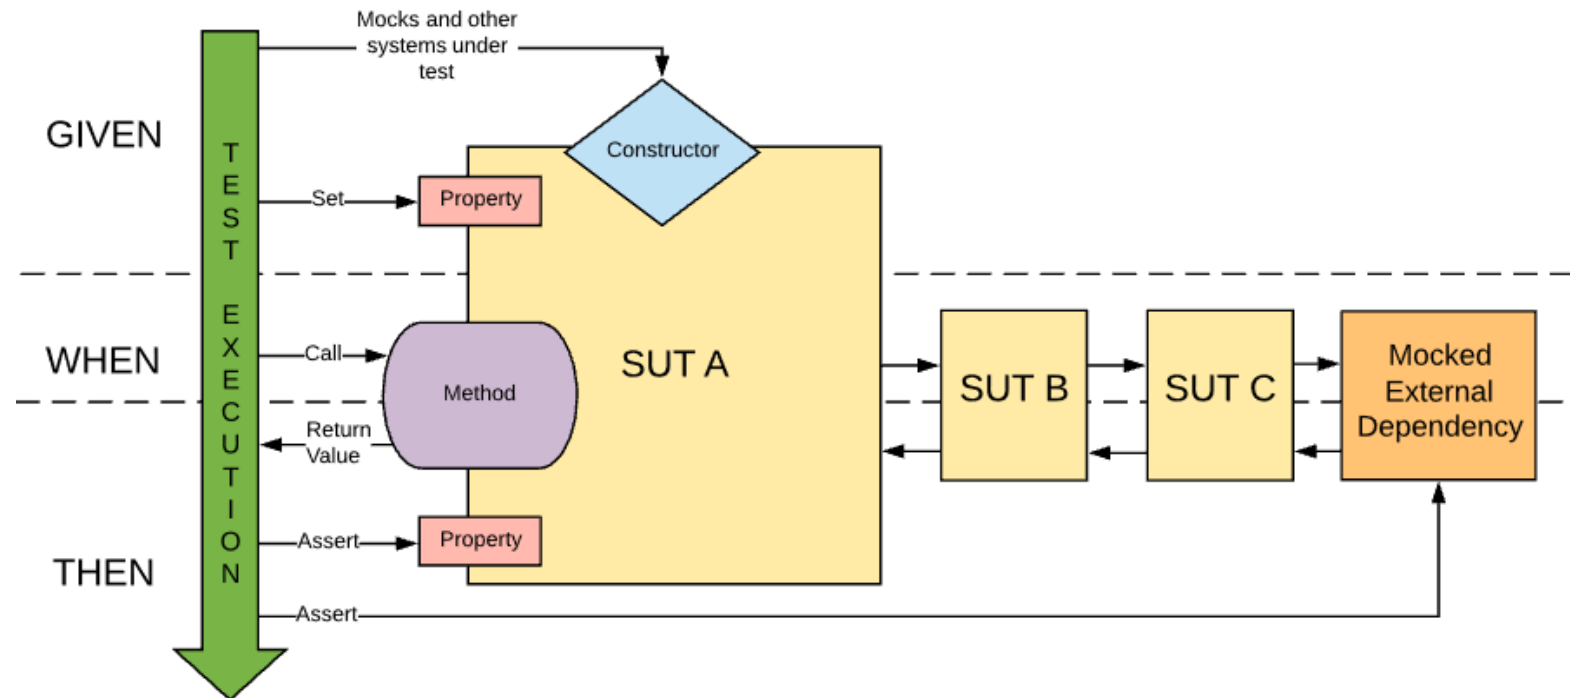 Mocks and other
systems under
test
GIVEN
Constructor
Set
Property
TEST EXECUTION
WHEN
Call
Method
SUT A
SUT B
SUT C
Mocked
External
Dependency
Return
Value
THEN
Assert
Property
Assert